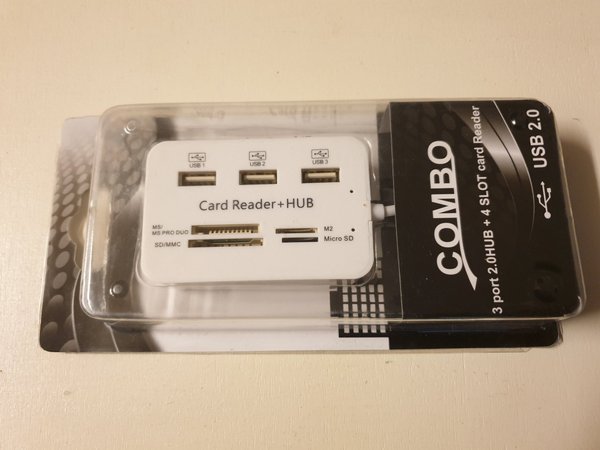 USB 1
USB 2
USB 3
Card Reader+HUB
MS/
MS PRO DUO
M2
SD/MMC
Micro SD
COMBO
3 port 2.0HUB + 4 SLOT card Reader
USB 2.0